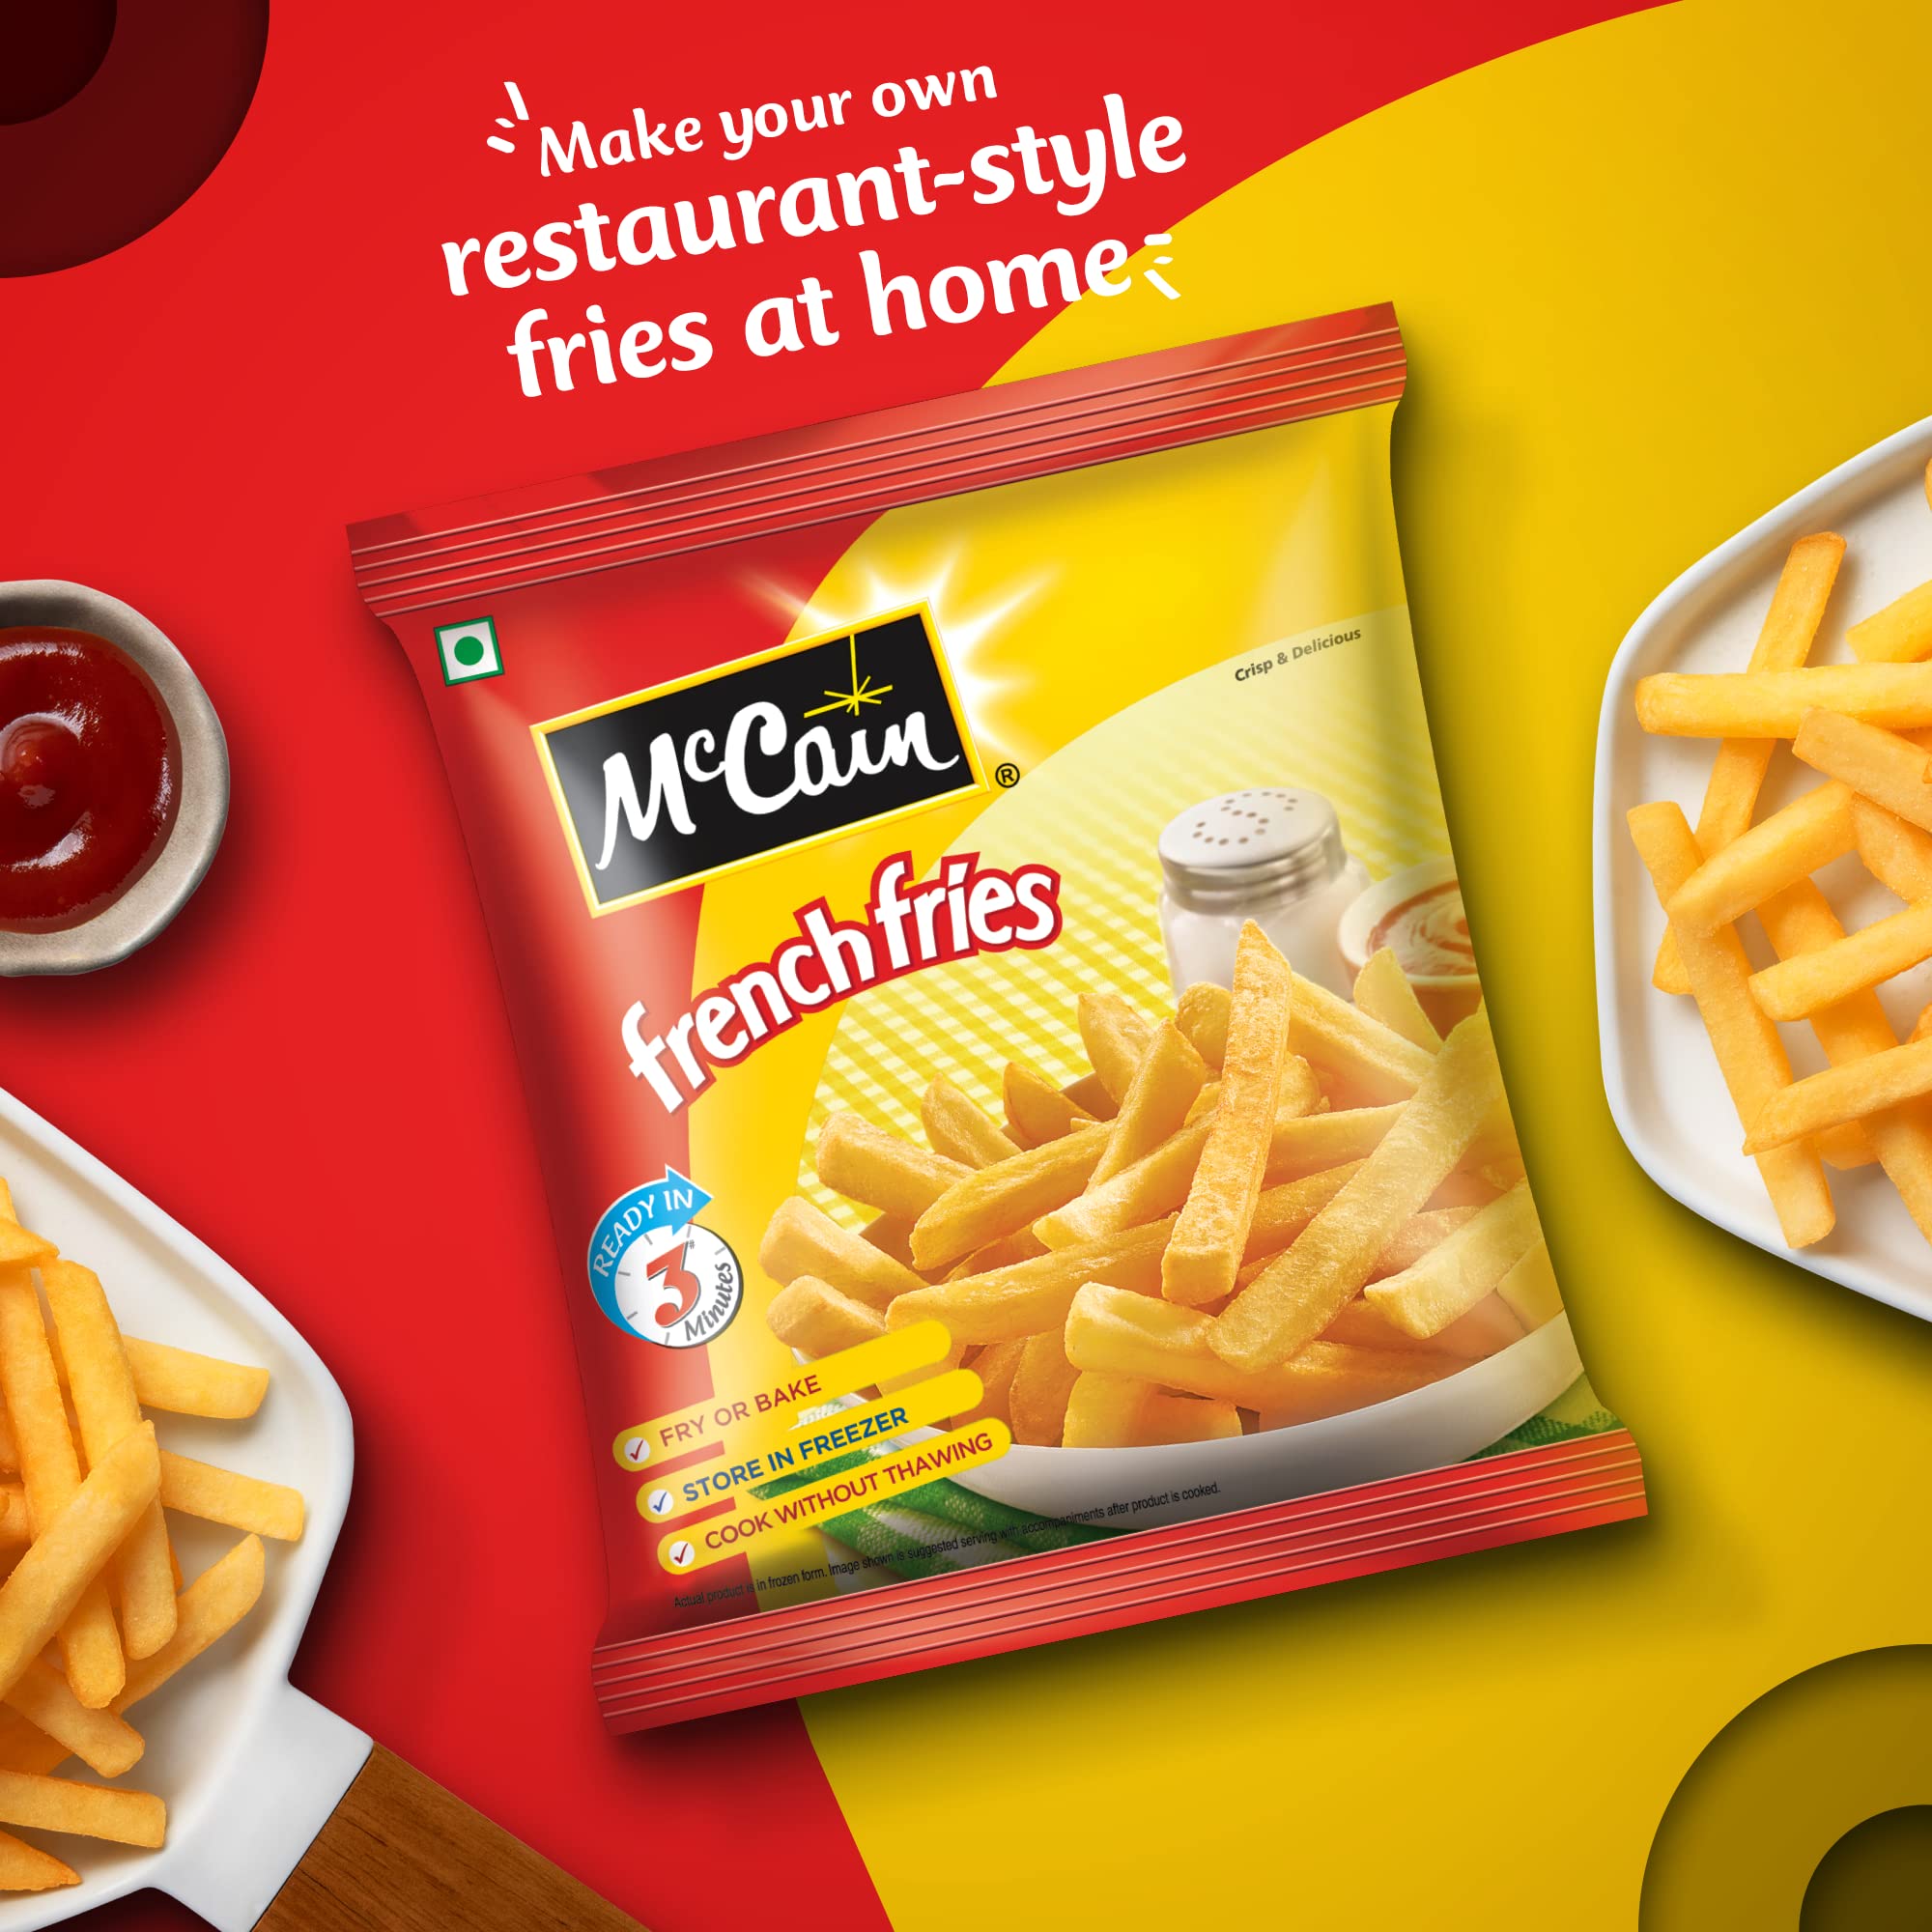 Make your own
restaurant-style
fries at home
Crisp & Delicious
McCain
®
french fries
READY IN
3#
Minutes
FRY OR BAKE
STORE IN FREEZER
COOK WITHOUT THAWING
Actual product is in frozen form. Image shown is suggested serving with accompaniments after product is cooked.